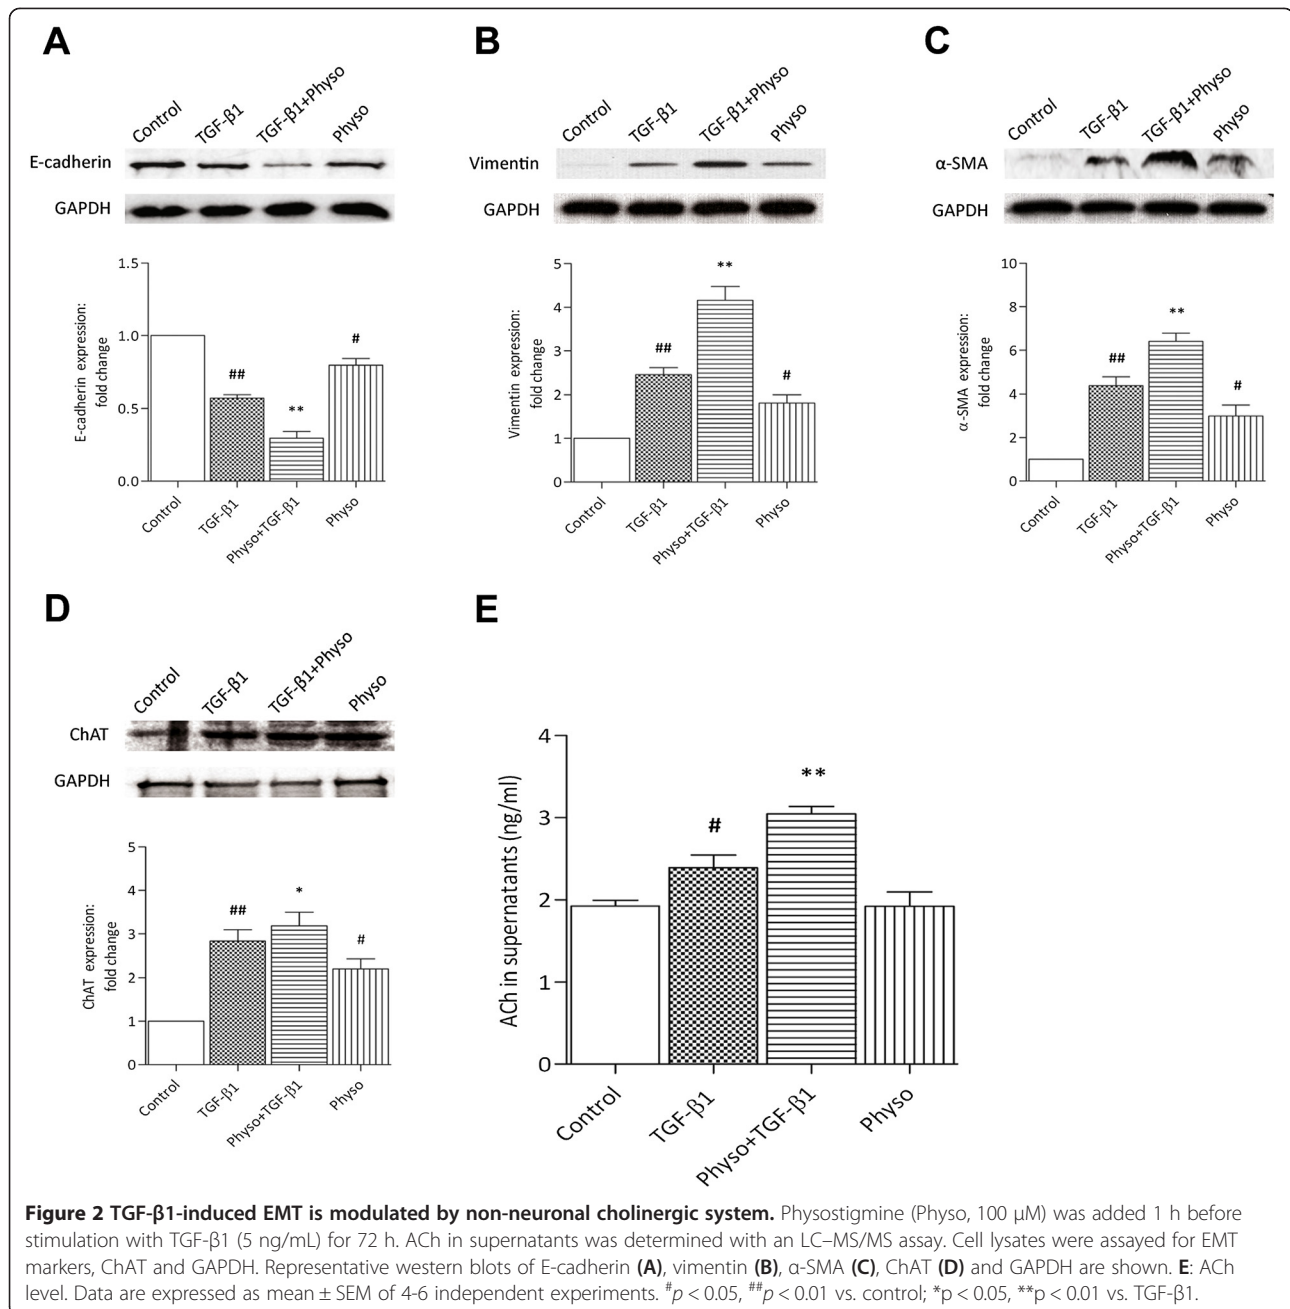 A
Control
TGF-β1
TGF-β1+Physo
Physo
E-cadherin
GAPDH
E-cadherin expression:
fold change
1.5
1.0
0.5
0.0
##
**
#
Control
TGF-β1
Physo+TGF-β1
Physo
B
Control
TGF-β1
TGF-β1+Physo
Physo
Vimentin
GAPDH
Vimentin expression:
fold change
5
4
3
2
1
0
##
**
#
Control
TGF-β1
Physo+TGF-β1
Physo
C
Control
TGF-β1
TGF-β1+Physo
Physo
α-SMA
GAPDH
α-SMA expression:
fold change
10
8
6
4
2
0
##
**
#
Control
TGF-β1
Physo+TGF-β1
Physo
D
Control
TGF-β1
TGF-β1+Physo
Physo
ChAT
GAPDH
ChAT expression:
fold change
5
4
3
2
1
0
##
*
#
Control
TGF-β1
Physo+TGF-β1
Physo
E
ACh in supernatants (ng/ml)
4
3
2
1
0
#
**
Control
TGF-β1
Physo+TGF-β1
Physo
Figure 2 TGF-β1-induced EMT is modulated by non-neuronal cholinergic system. Physostigmine (Physo, 100 μM) was added 1 h before
stimulation with TGF-β1 (5 ng/mL) for 72 h. ACh in supernatants was determined with an LC–MS/MS assay. Cell lysates were assayed for EMT
markers, ChAT and GAPDH. Representative western blots of E-cadherin (A), vimentin (B), α-SMA (C), ChAT (D) and GAPDH are shown. E: ACh
level. Data are expressed as mean ± SEM of 4-6 independent experiments. #p < 0.05, ##p < 0.01 vs. control; *p < 0.05, **p < 0.01 vs. TGF-β1.